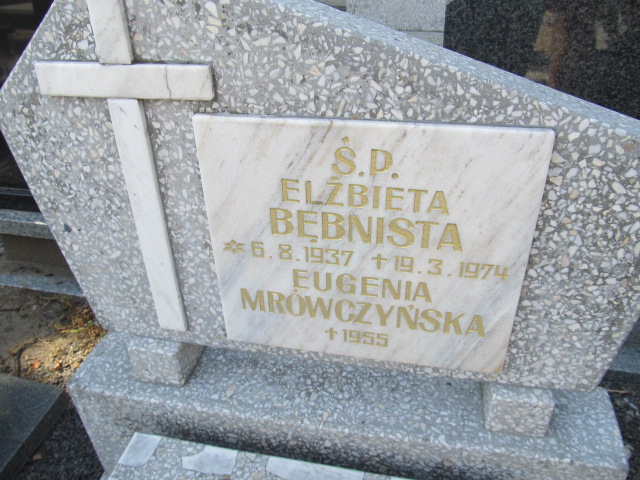 Ś.P.
ELŻBIETA
BĘBNISTA
* 6.8.1937 +19.3.1974
EUGENIA
MRÓWCZYŃSKA
+1955